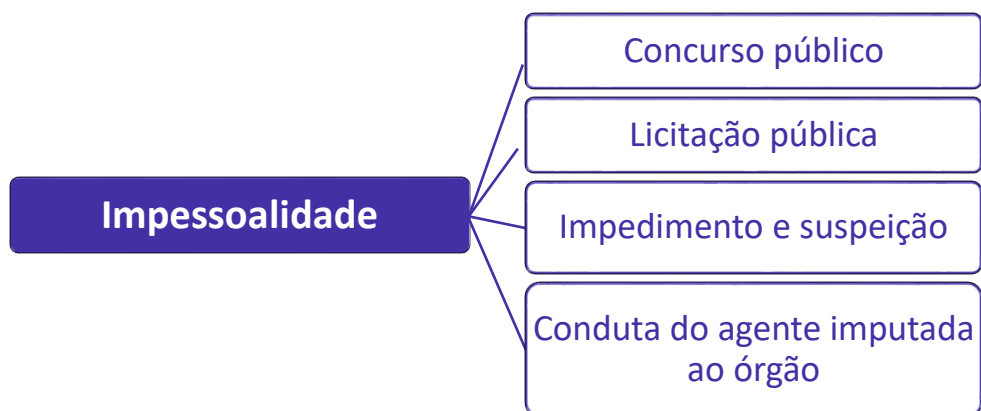 Impessoalidade
Concurso público
Licitação pública
Impedimento e suspeição
Conduta do agente imputada
ao órgão